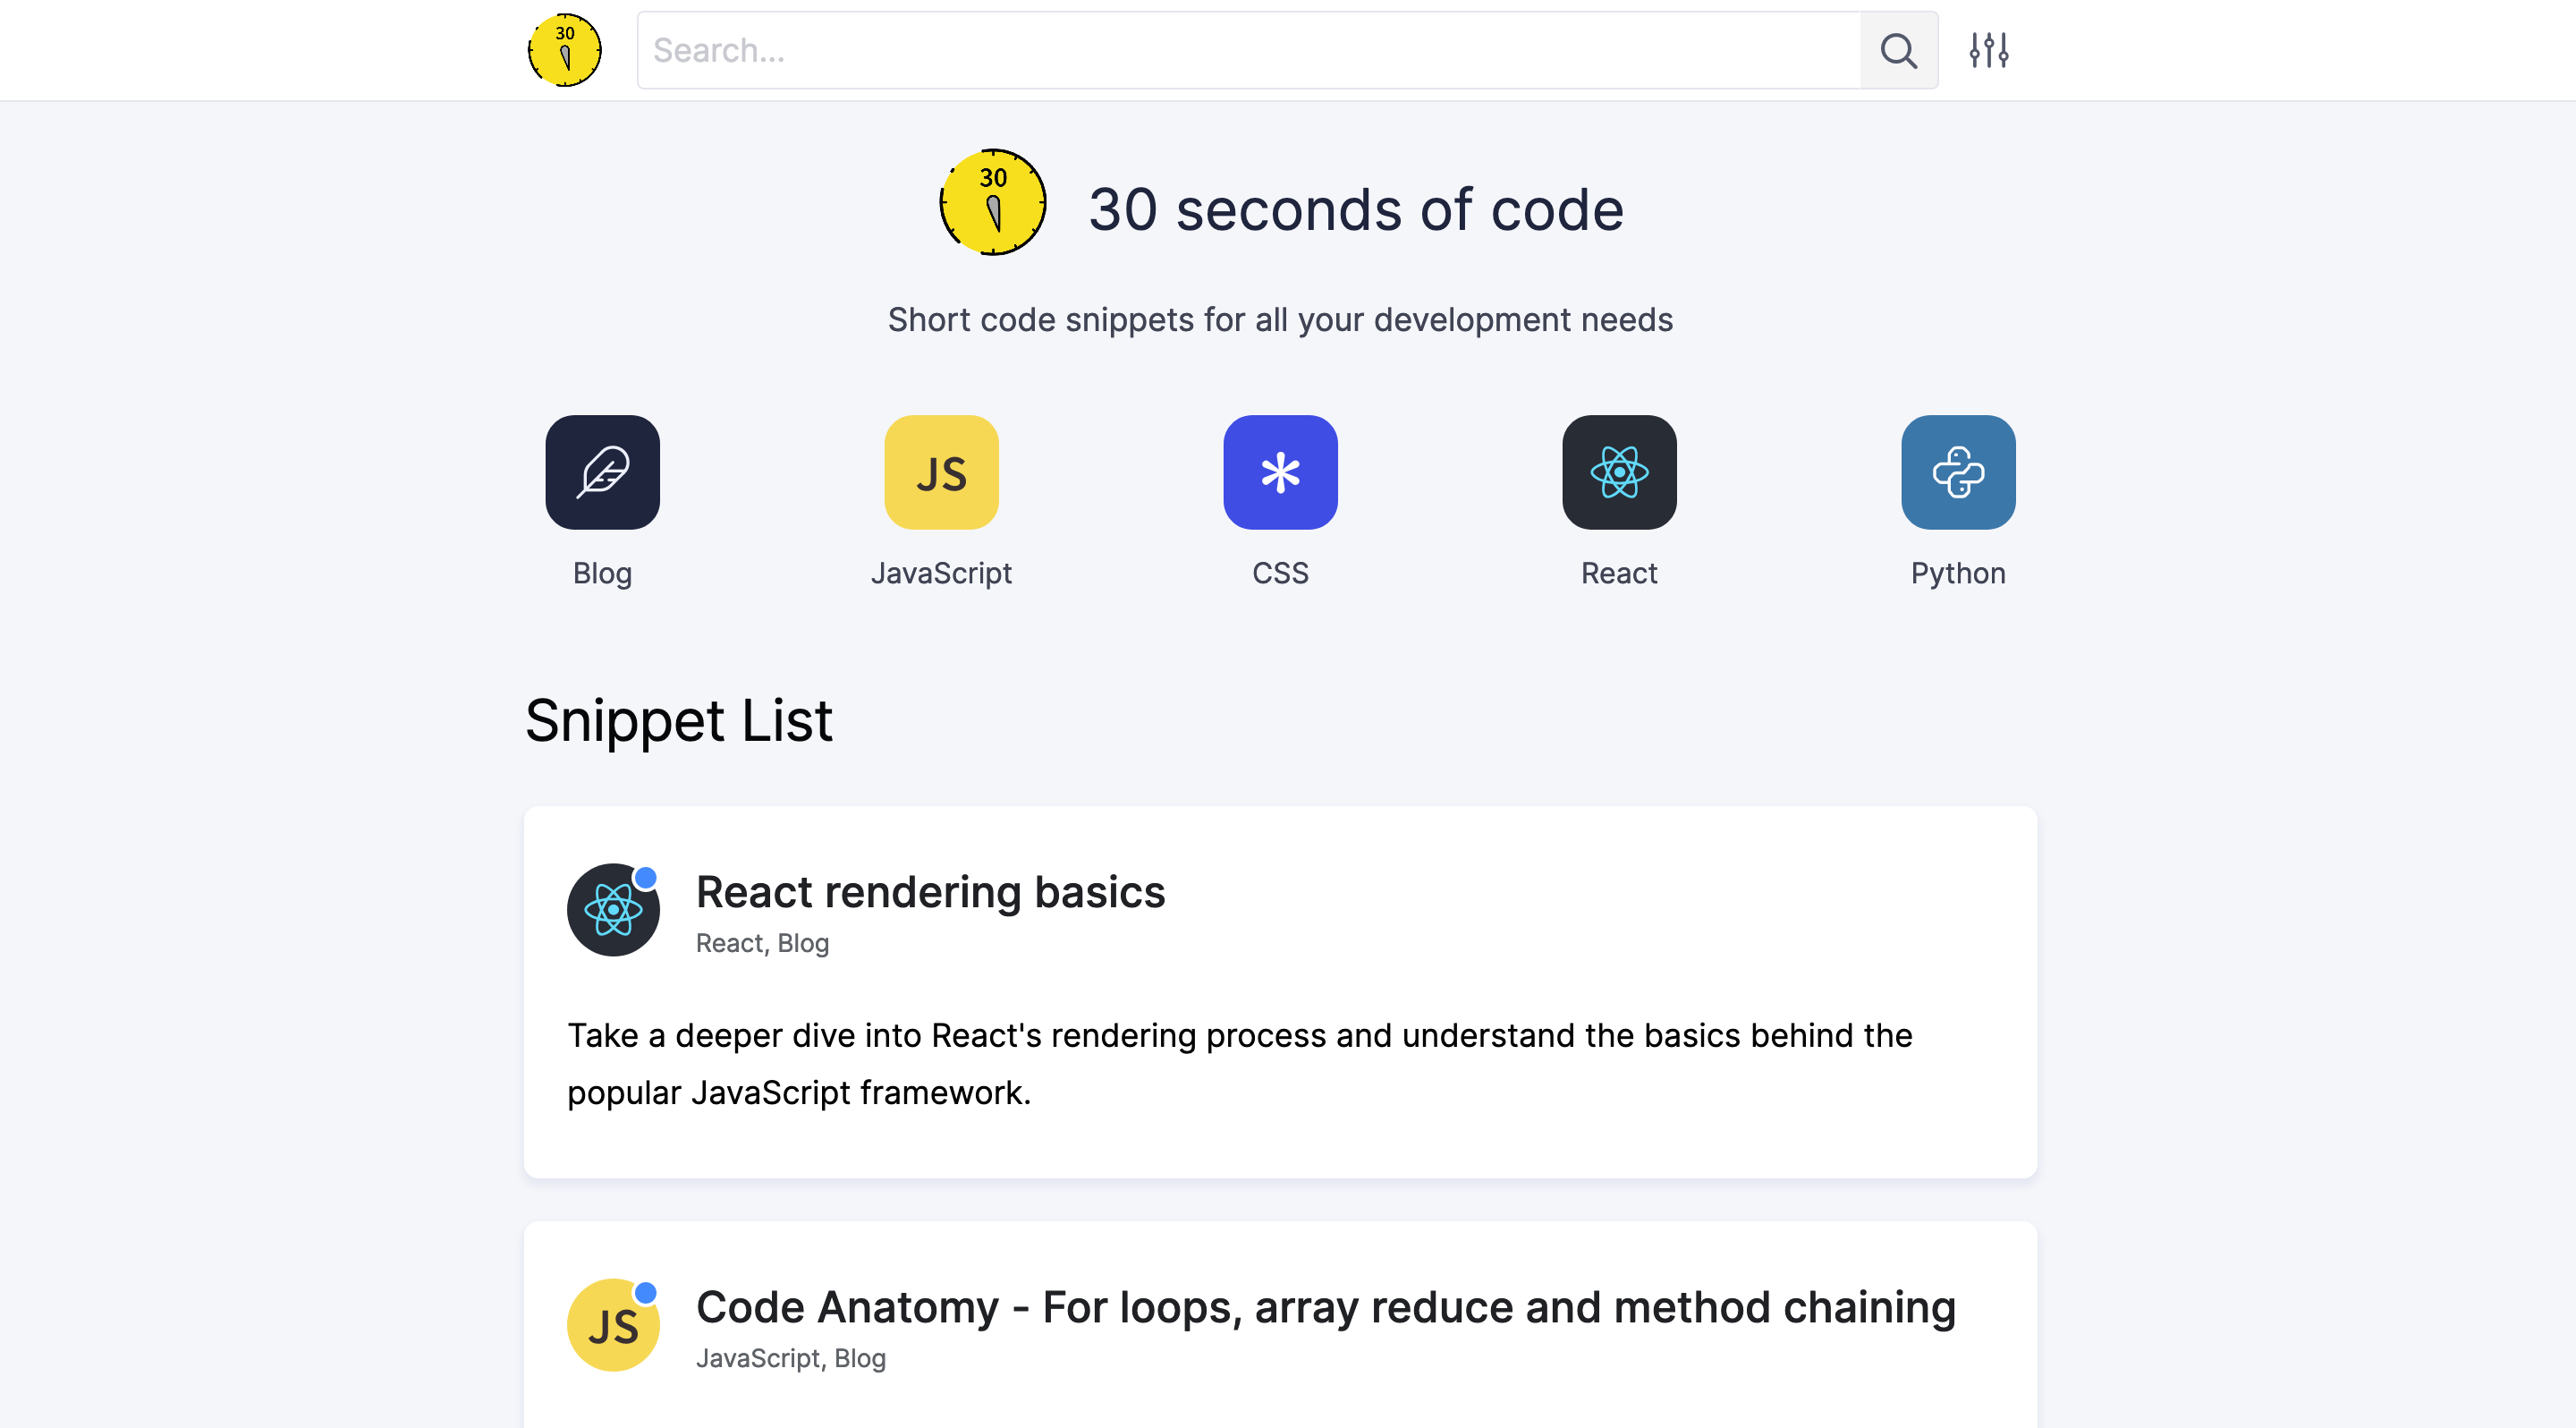 30
Search...
30
30 seconds of code
Short code snippets for all your development needs
JS
Blog
JavaScript
CSS
React
Python
Snippet List
React rendering basics
React, Blog
Take a deeper dive into React's rendering process and understand the basics behind the
popular JavaScript framework.
JS
Code Anatomy - For loops, array reduce and method chaining
JavaScript, Blog